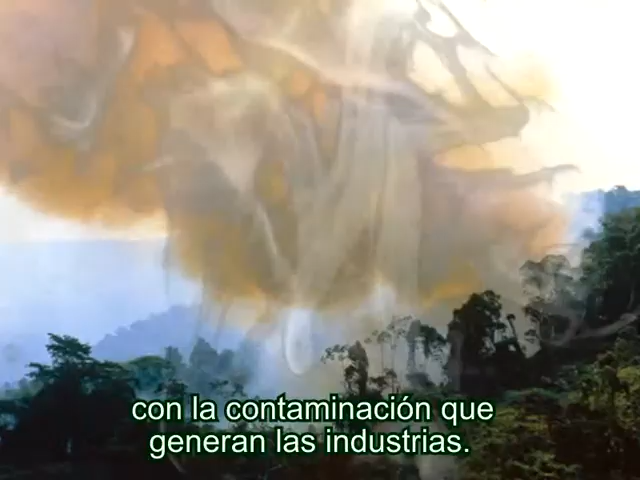 con la contaminación que
generan las industrias.